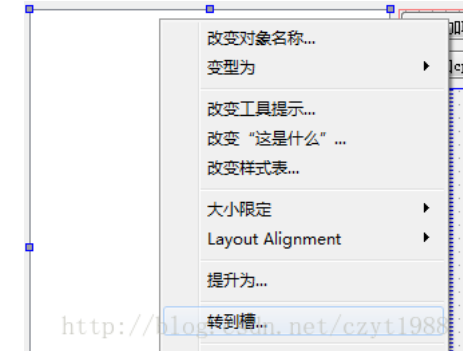 改变对象名称...
变型为
改变工具提示...
改变“这是什么”...
改变样式表...
大小限定
Layout Alignment
提升为...
转到槽...
http://blog.csdn.net/czyt1988